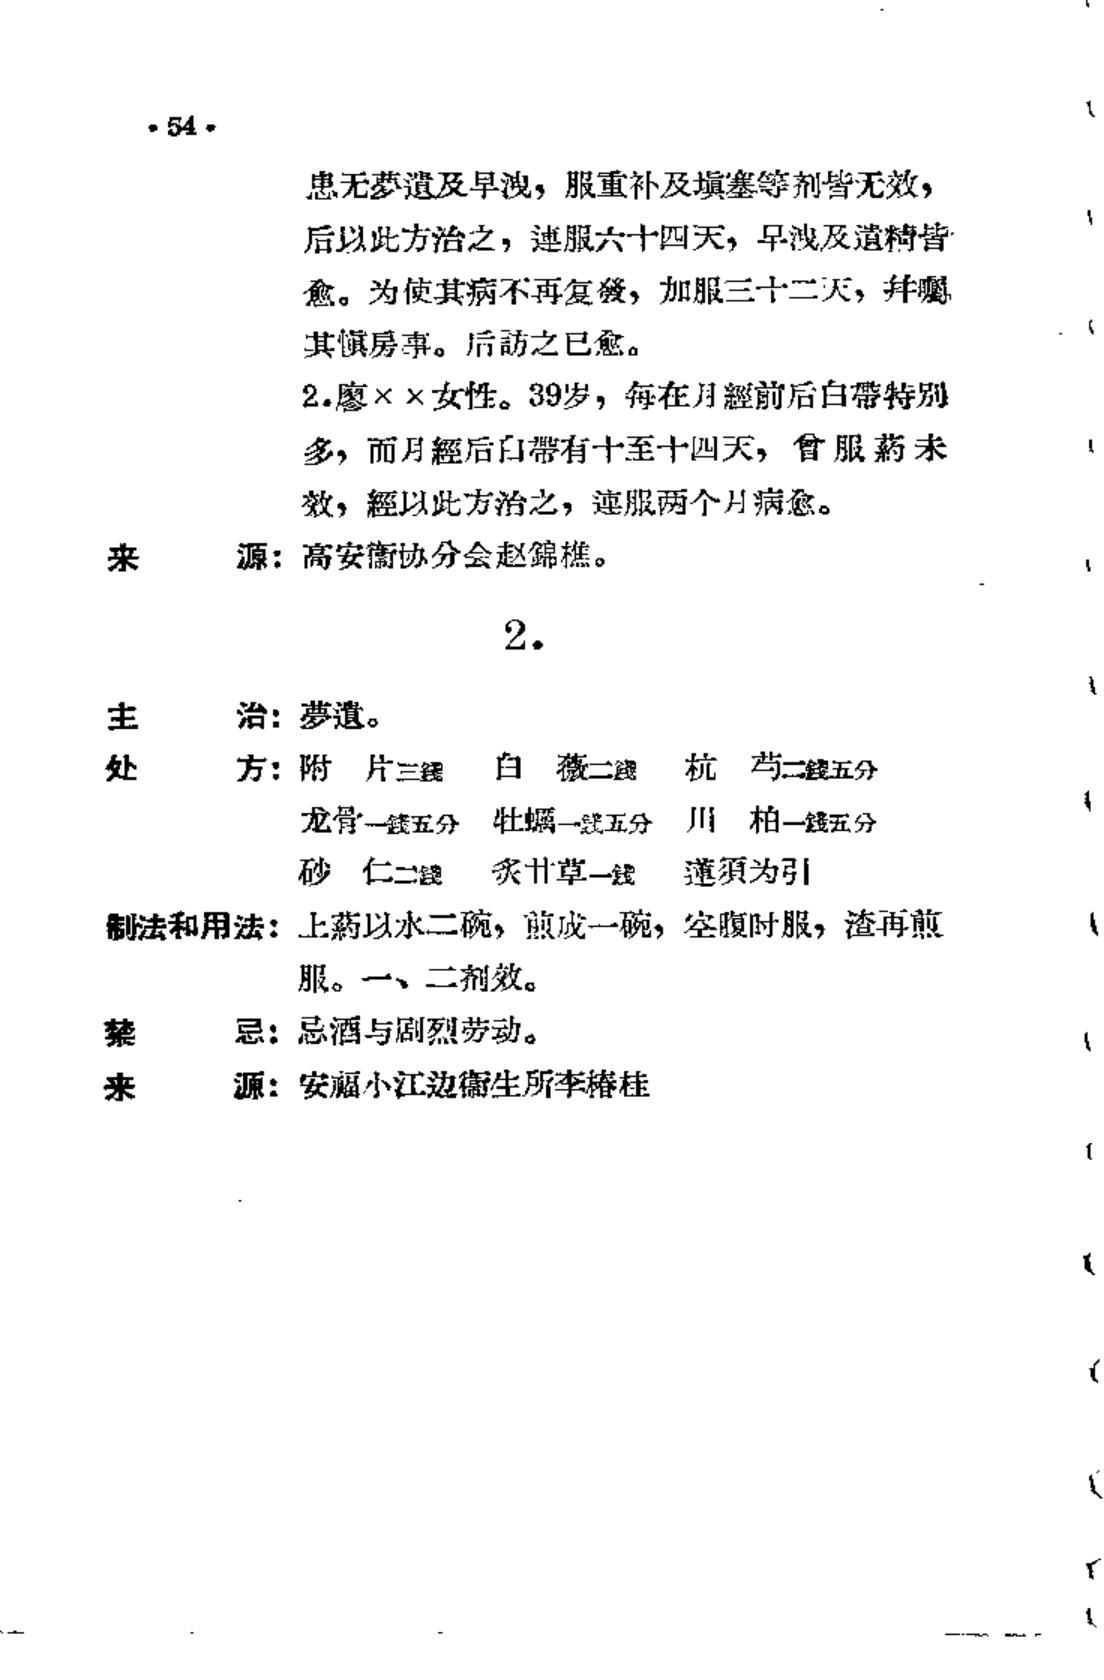 •54•
患无夢遺及早洩，服重补及塡塞等剂皆无效，
后以此方治之，連服六十四天，早洩及遺精皆
愈。为使其病不再复發，加服三十二天，幷囑
其愼房事。后訪之已愈。
2.廖××女性。39岁，每在月經前后白帶特別
多，而月經后白帶有十至十四天，曾服葯未
效，經以此方治之，連服两个月病愈。
来　　源：高安衞协分会赵錦樵。
2.
主　　治：夢遺。
处　　方：附　片三錢　白　薇二錢　杭　芍二錢五分
龙骨一錢五分　牡蠣一錢五分　川　柏一錢五分
砂　仁二錢　炙甘草一錢　蓮須为引
制法和用法：上葯以水二碗，煎成一碗，空腹时服，渣再煎
服。一、二剂效。
禁　　忌：忌酒与剧烈劳动。
来　　源：安福小江边衞生所李椿桂